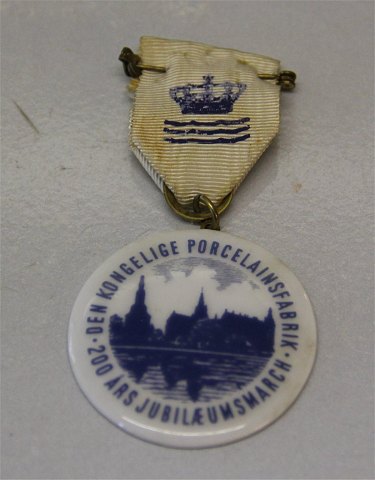 · DEN KONGELIGE PORCELAINSFABRIK ·
200 ÅRS JUBILÆUMSMARCH